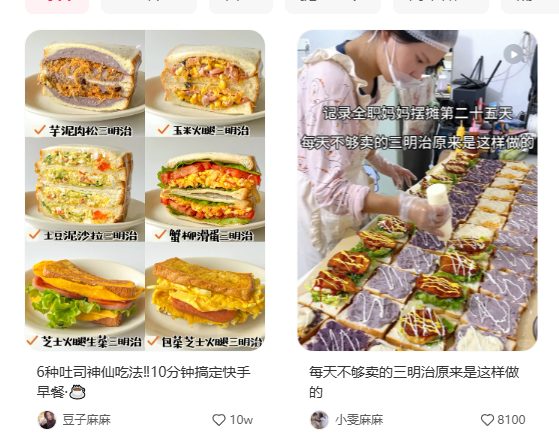 芋泥肉松三明治
玉米火腿三明治
土豆泥沙拉三明治
蟹柳滑蛋三明治
芝士火腿生菜三明治
包菜芝士火腿三明治
6种吐司神仙吃法!!10分钟搞定快手
早餐·
豆子麻麻
10w
记录全职妈妈摆摊第二十五天
每天不够卖的三明治原来是这样做的
每天不够卖的三明治原来是这样做
的
小雯麻麻
8100